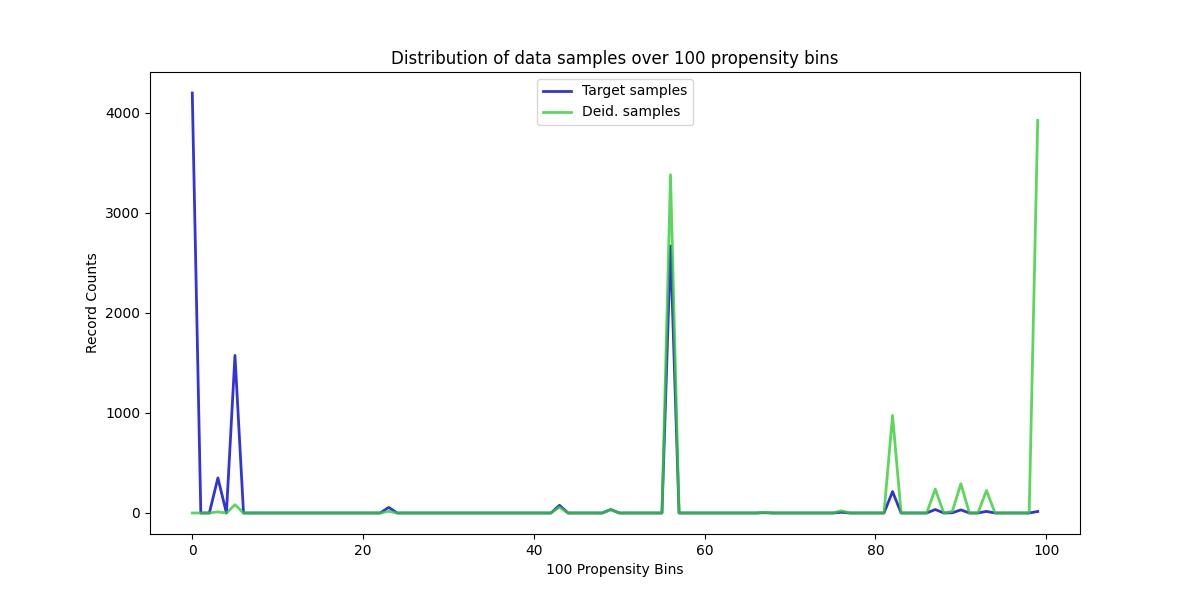 Distribution of data samples over 100 propensity bins
Target samples
Deid. samples
Record Counts
4000
3000
2000
1000
0
0 20 40 60 80 100
100 Propensity Bins